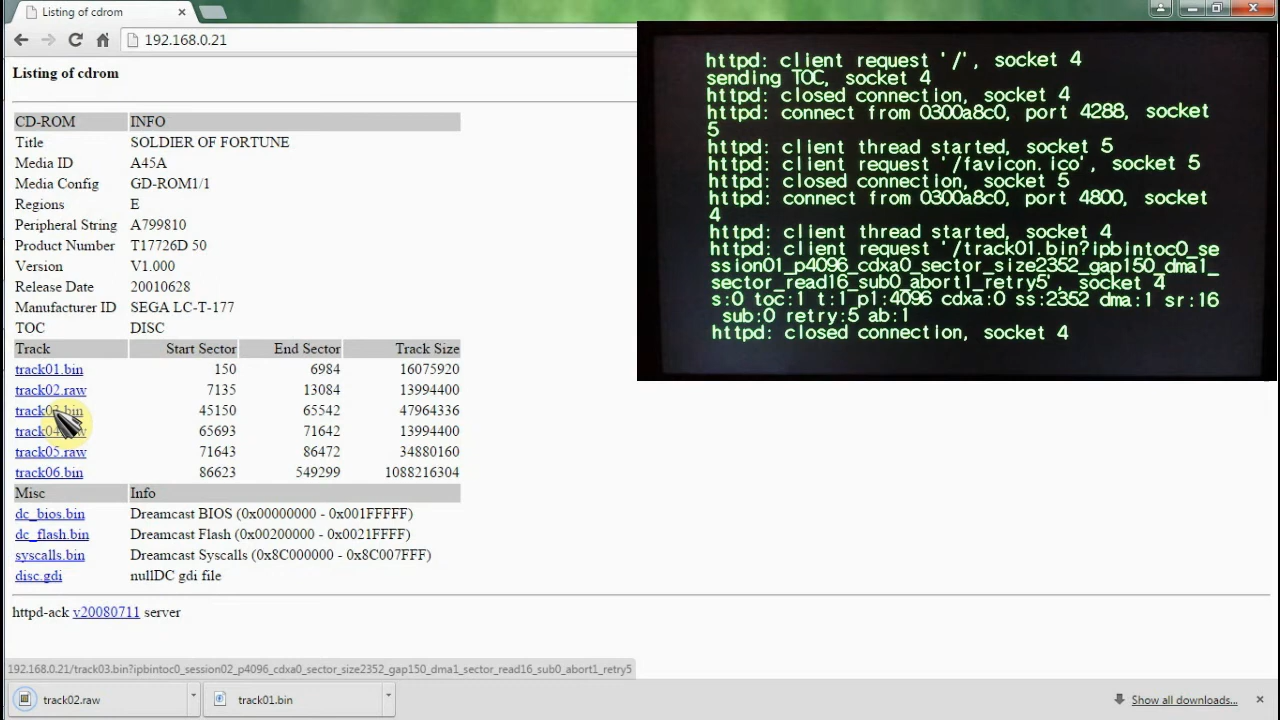 Listing of cdrom
192.168.0.21
Listing of cdrom
CD-ROM INFO
Title SOLDIER OF FORTUNE
Media ID A45A
Media Config GD-ROM1/1
Regions E
Peripheral String A799810
Product Number T17726D 50
Version V1.000
Release Date 20010628
Manufacturer ID SEGA LC-T-177
TOC DISC
Track Start Sector End Sector Track Size
track01.bin 150 6984 16075920
track02.raw 7135 13084 13994400
track03.bin 45150 65542 47964336
track04.raw 65693 71642 13994400
track05.raw 71643 86472 34880160
track06.bin 86623 549299 1088216304
Misc Info
dc_bios.bin Dreamcast BIOS (0x00000000 - 0x001FFFFF)
dc_flash.bin Dreamcast Flash (0x00200000 - 0x0021FFFF)
syscalls.bin Dreamcast Syscalls (0x8C000000 - 0x8C007FFF)
disc.gdi nullDC gdi file
httpd-ack v20080711 server
httpd: client request '/', socket 4
sending TOC, socket 4
httpd: closed connection, socket 4
httpd: connect from 0300a8c0, port 4288, socket
5
httpd: client thread started, socket 5
httpd: client request '/favicon.ico', socket 5
httpd: closed connection, socket 5
httpd: connect from 0300a8c0, port 4800, socket
4
httpd: client thread started, socket 4
httpd: client request '/track01.bin?ipbintoc0_se
ssion01_p4096_cdxa0_sector_size2352_gap150_dma1_
sector_read16_sub0_abort1_retry5', socket 4
s:0 toc:1 t:1 p1:4096 cdxa:0 ss:2352 dma:1 sr:16
sub:0 retry:5 ab:1
httpd: closed connection, socket 4
192.168.0.21/track03.bin?ipbintoc0_session02_p4096_cdxa0_sector_size2352_gap150_dma1_sector_read16_sub0_abort1_retry5
track02.raw
track01.bin
Show all downloads...